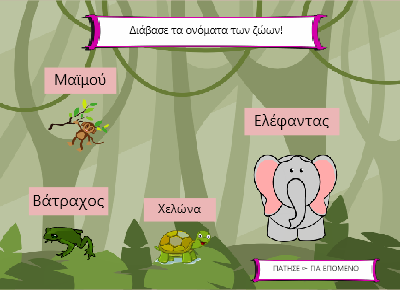 Διάβασε τα ονόματα των ζώων!
Μαϊμού
Ελέφαντας
Βάτραχος
Χελώνα
ΠΑΤΗΣΕ ✏ ΓΙΑ ΕΠΟΜΕΝΟ